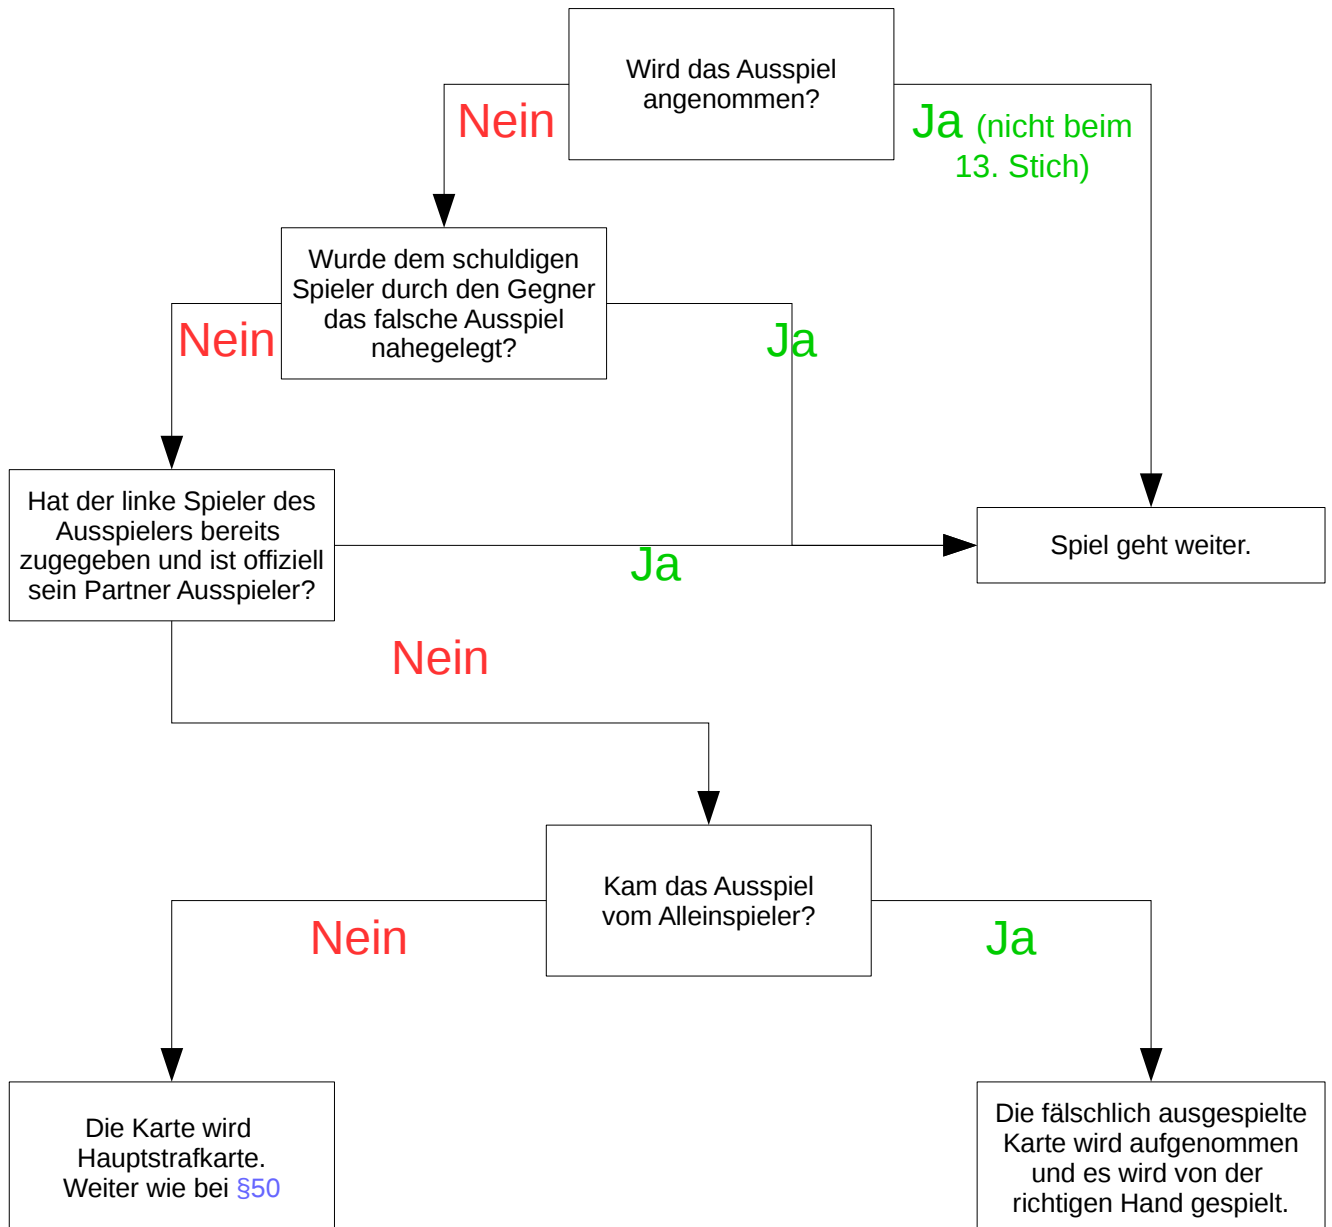 Wird das Ausspiel
angenommen?
Nein
Ja (nicht beim
13. Stich)
Wurde dem schuldigen
Spieler durch den Gegner
das falsche Ausspiel
nahegelegt?
Nein
Ja
Hat der linke Spieler des
Ausspielers bereits
zugegeben und ist offiziell
sein Partner Ausspieler?
Ja
Spiel geht weiter.
Nein
Kam das Ausspiel
vom Alleinspieler?
Nein
Ja
Die Karte wird
Hauptstrafkarte.
Weiter wie bei §50
Die fälschlich ausgespielte
Karte wird aufgenommen
und es wird von der
richtigen Hand gespielt.